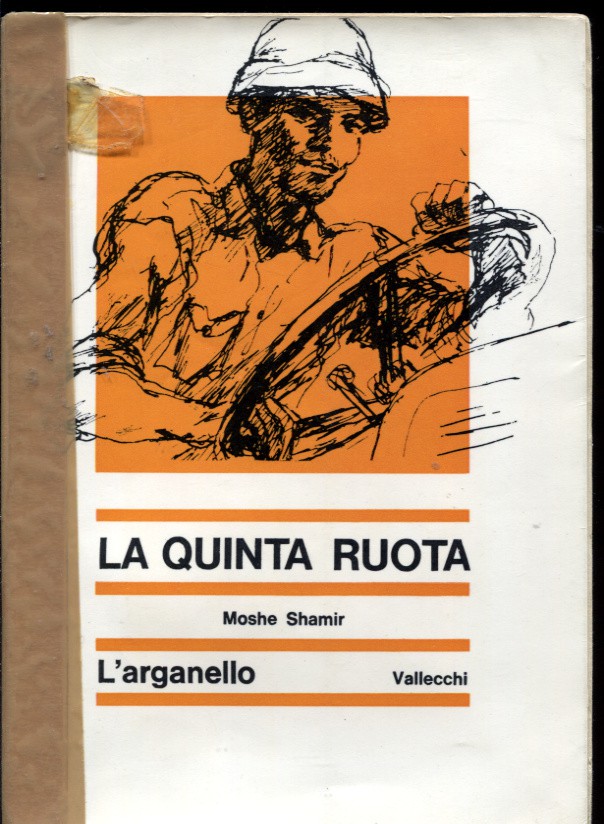 LA QUINTA RUOTA
Moshe Shamir
L'arganello
Vallecchi